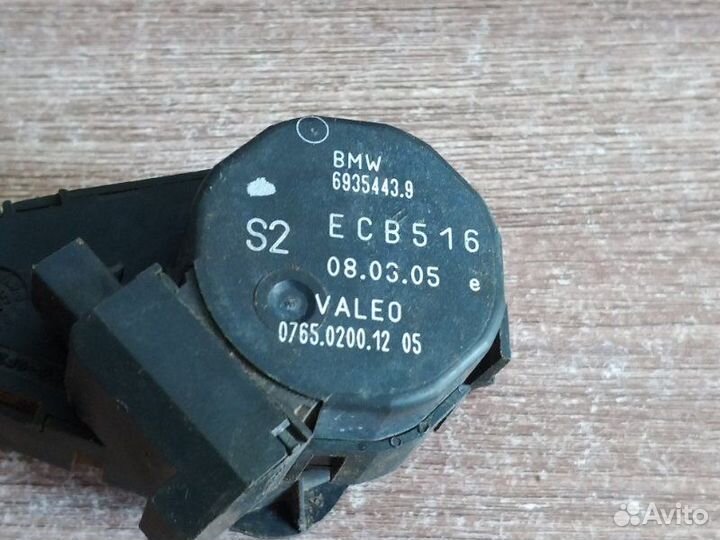 BMW
6935443.9
S2 ECB516
08.03.05 e
VALEO
0765.0200.12 05
Avito